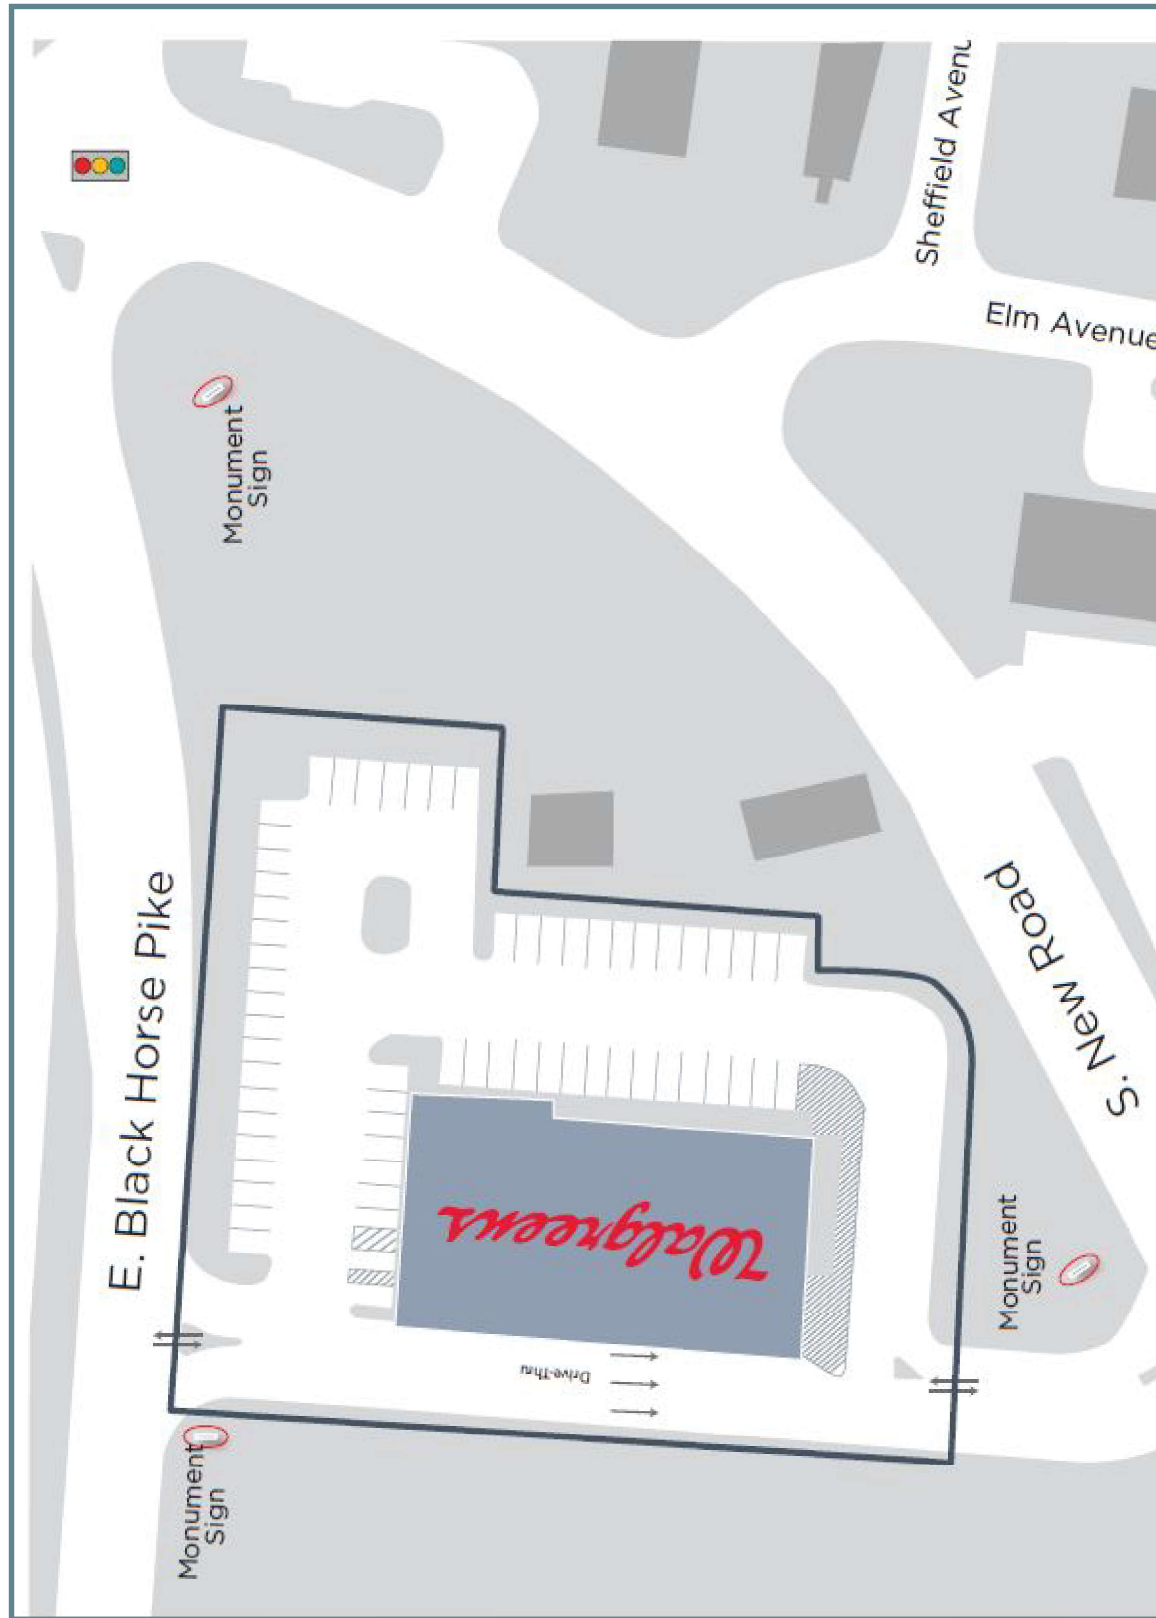 Sheffield Avenu
Elm Avenue
Monument
Sign
E. Black Horse Pike
S. New Road
Walgreens
Drive-Thru
Monument
Sign
Monument
Sign